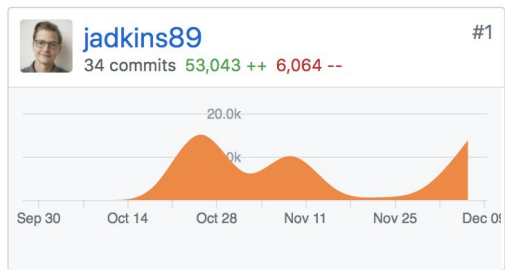 jadkins89 #1
34 commits 53,043 ++ 6,064 --
20.0k
Sep 30 Oct 14 Oct 28 Nov 11 Nov 25 Dec